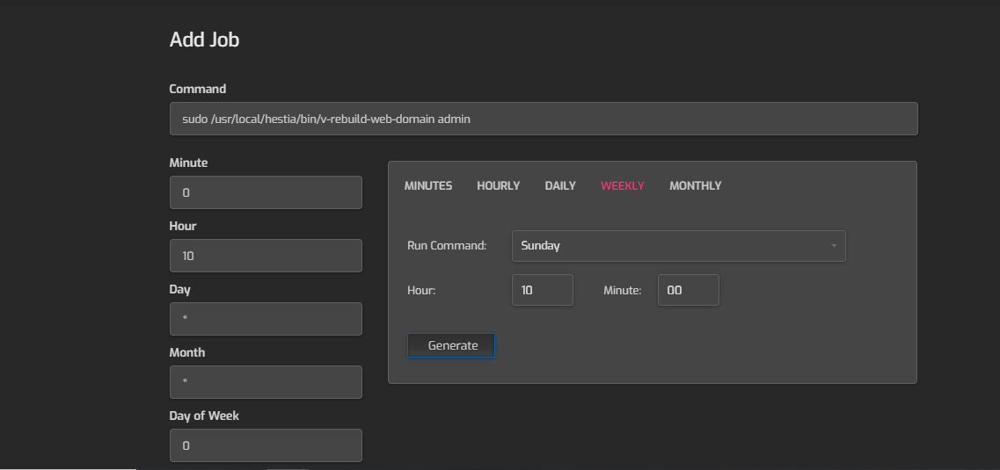 Add Job
Command
sudo /usr/local/hestia/bin/v-rebuild-web-domain admin
Minute
0
Hour
10
Day
*
Month
*
Day of Week
0
MINUTES HOURLY DAILY WEEKLY MONTHLY
Run Command: Sunday
Hour: 10 Minute: 00
Generate